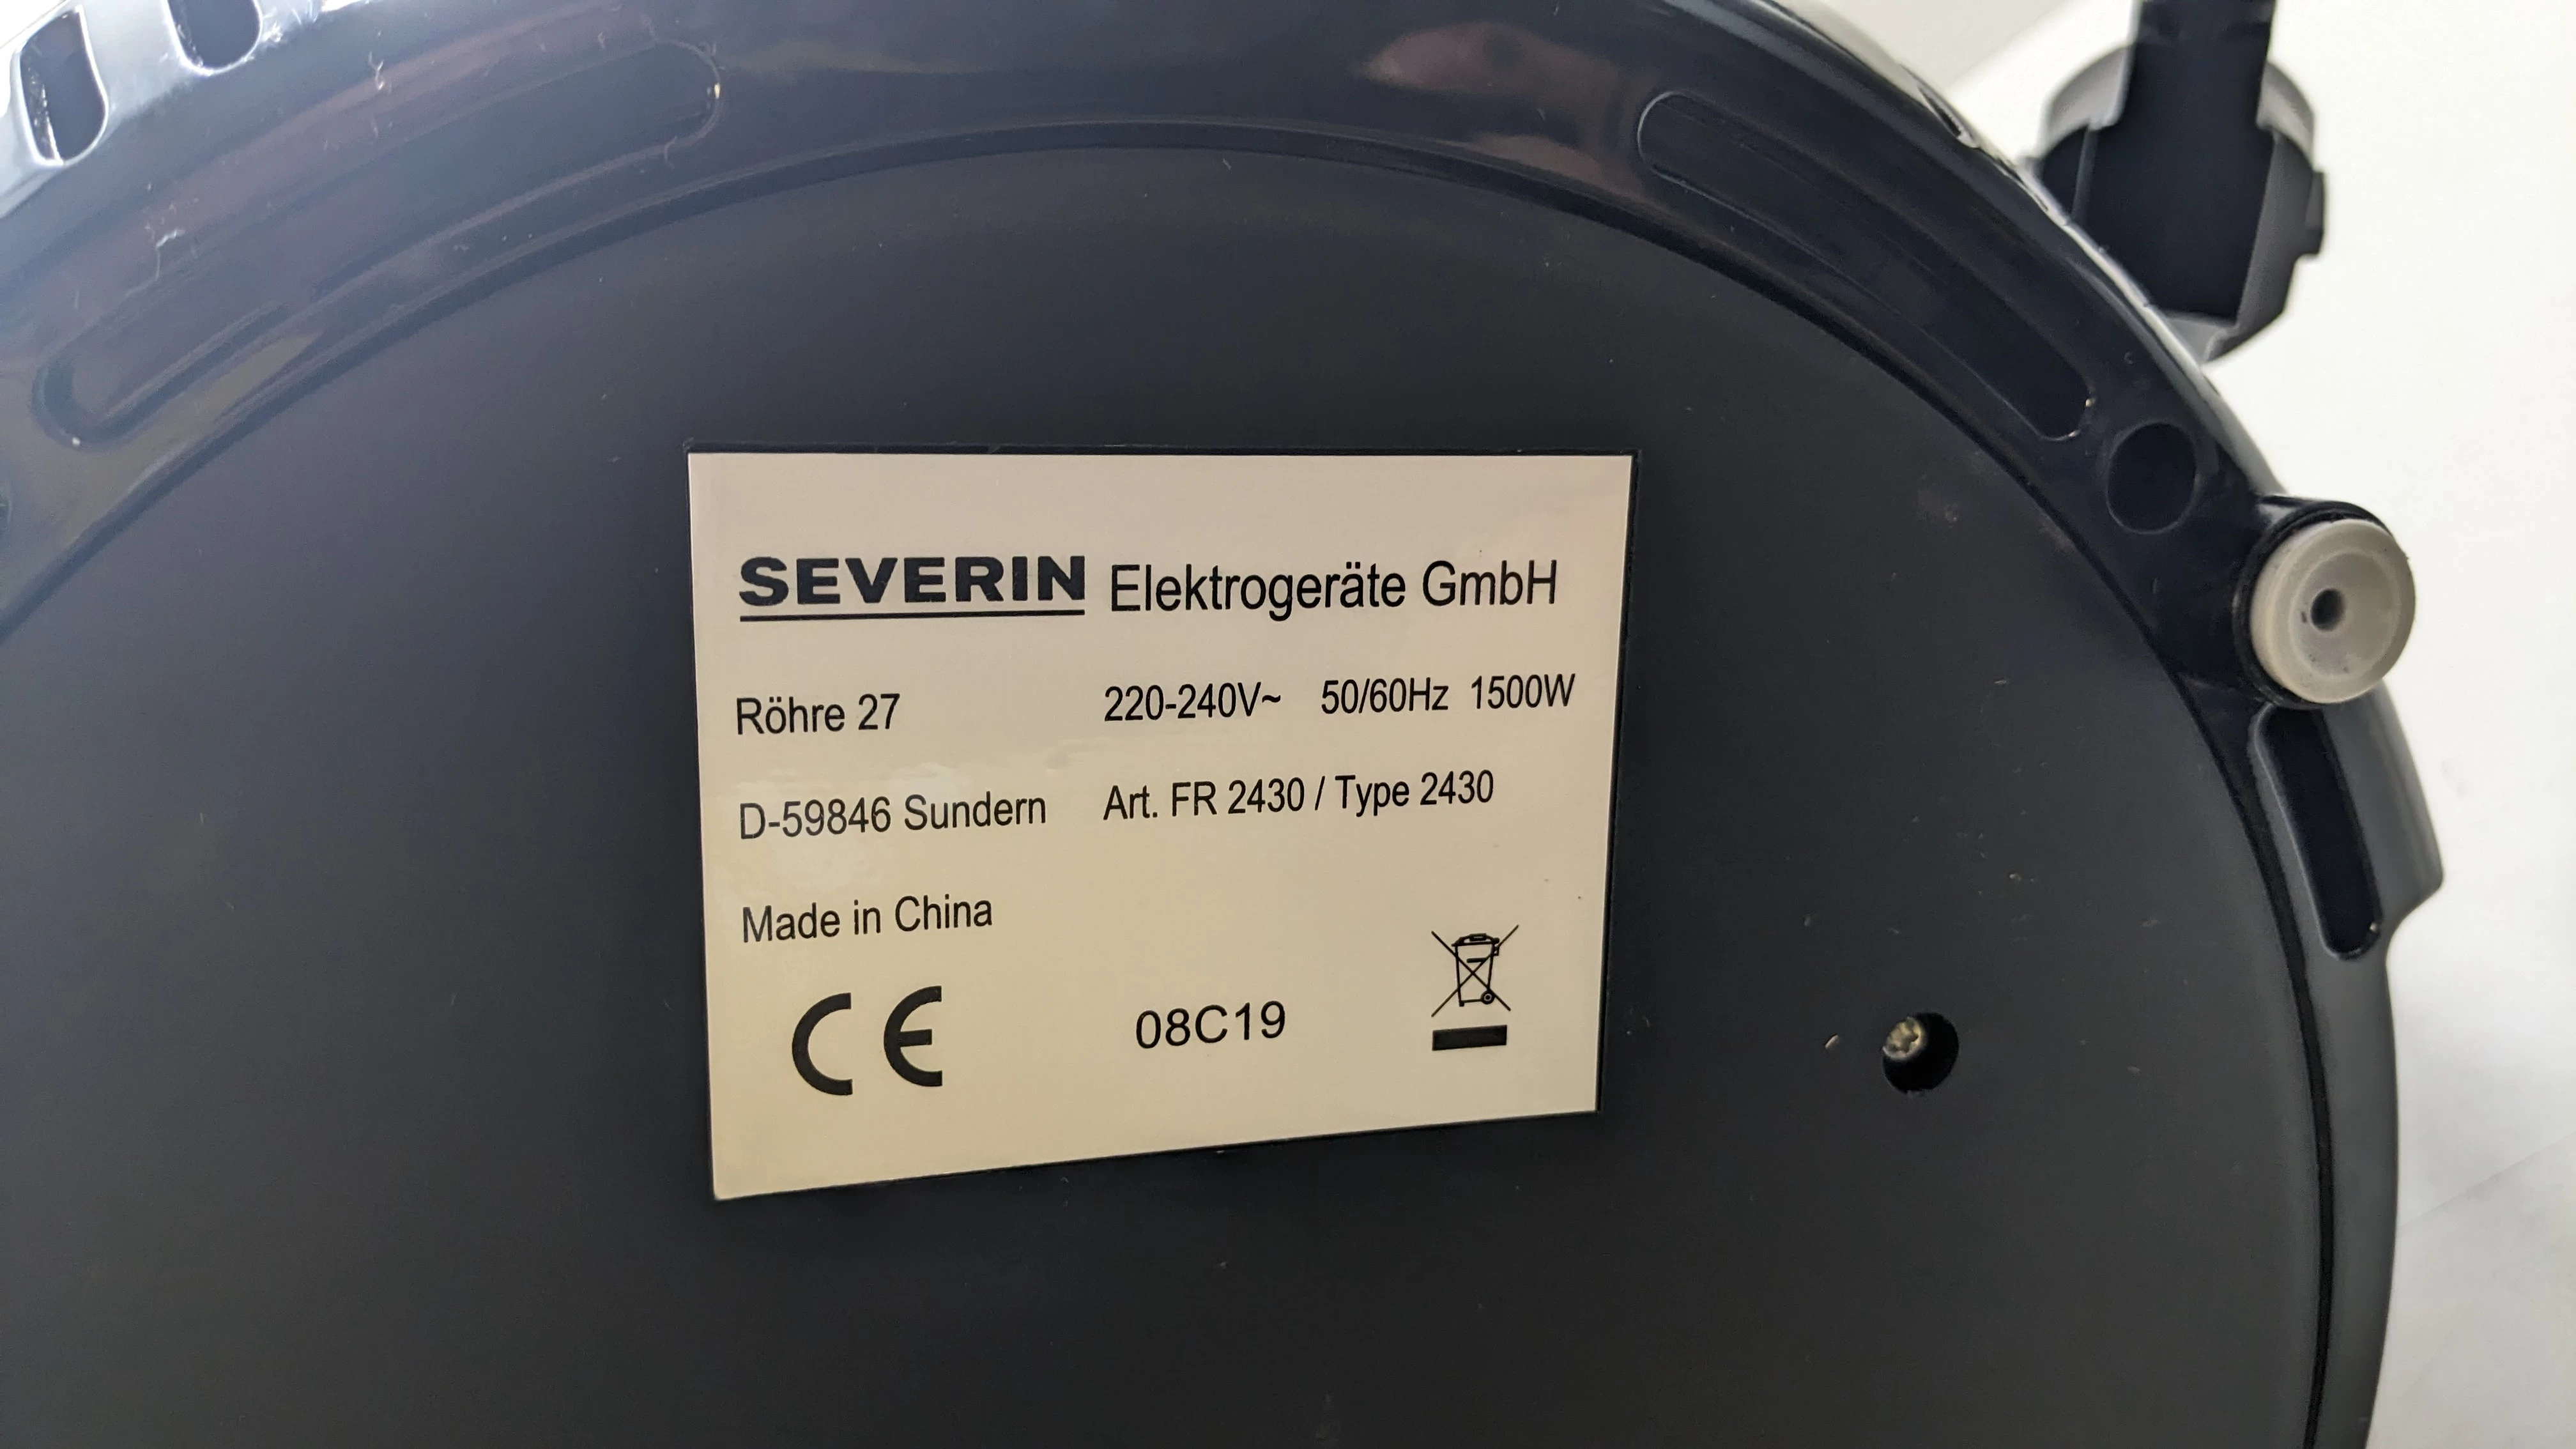 SEVERIN Elektrogeräte GmbH
Röhre 27 220-240V~ 50/60Hz 1500W
D-59846 Sundern Art. FR 2430 / Type 2430
Made in China
CE 08C19